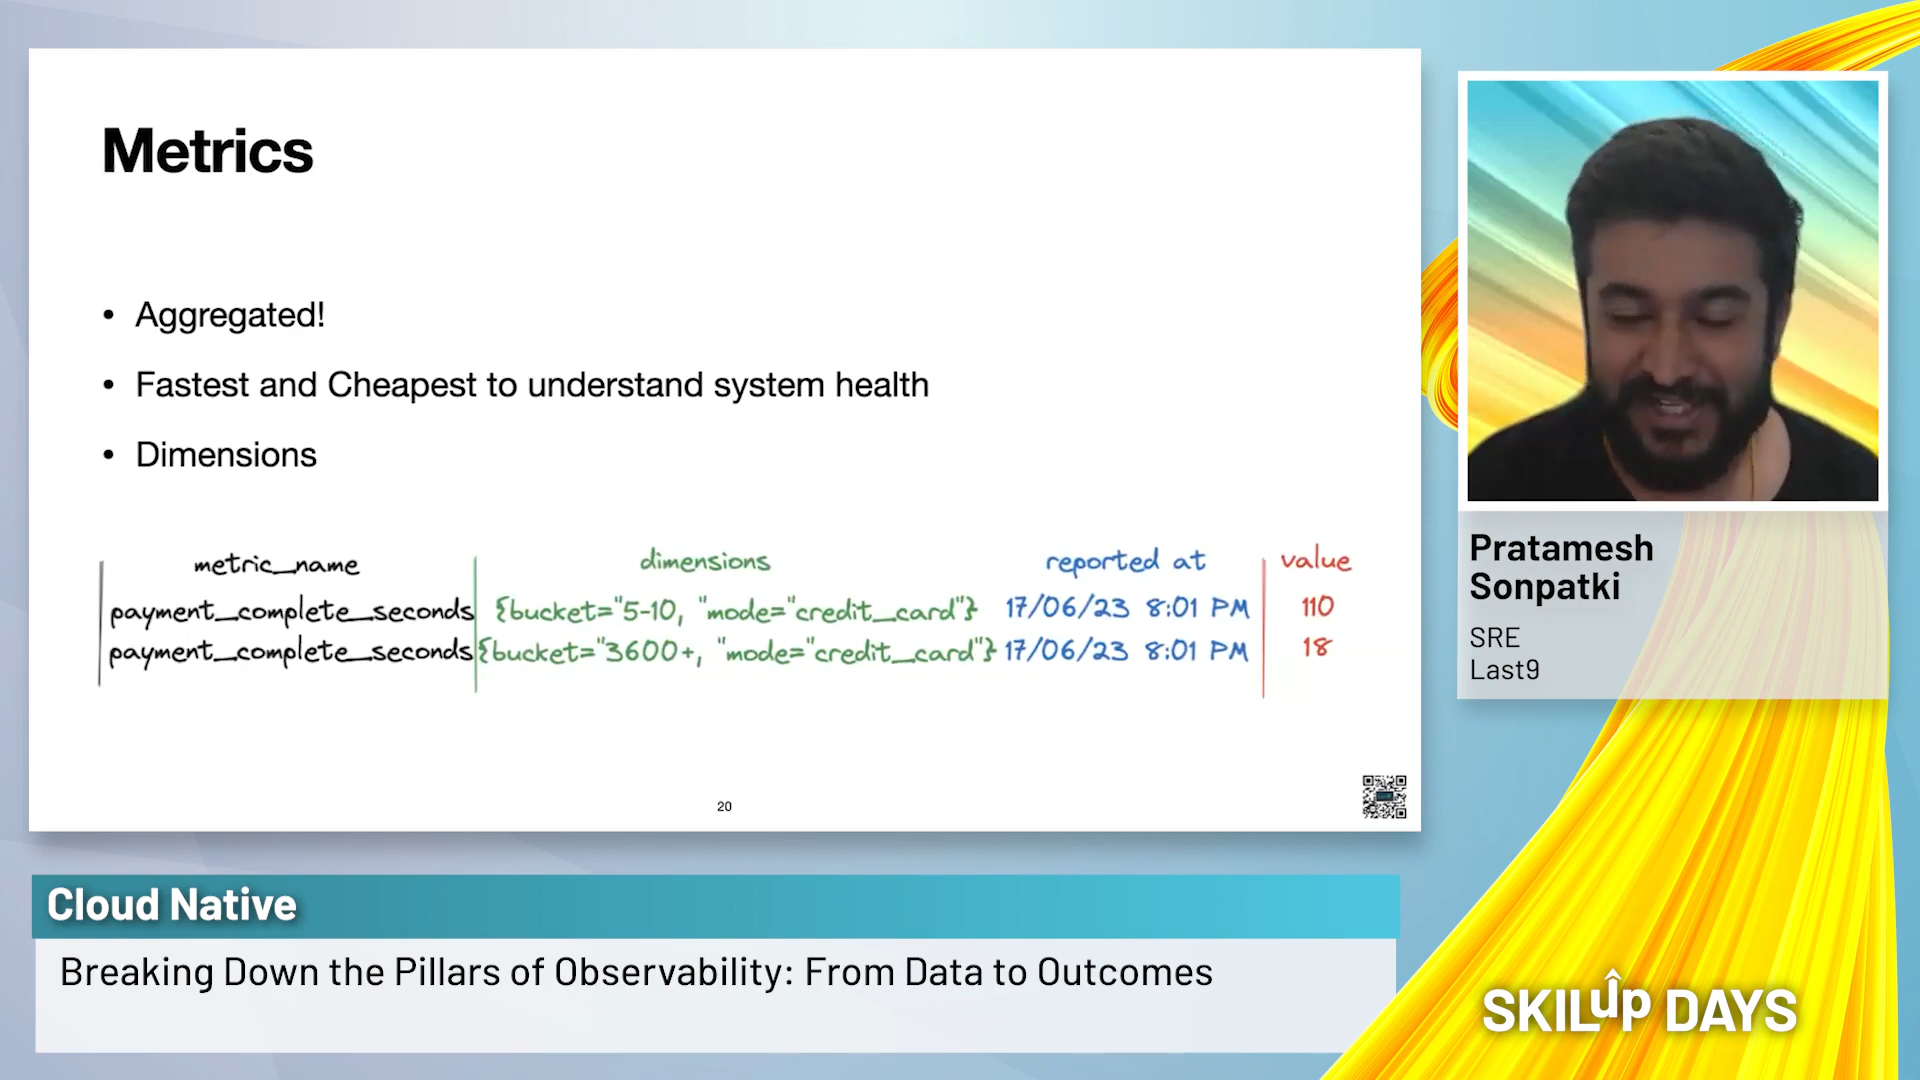 Metrics
• Aggregated!
• Fastest and Cheapest to understand system health
• Dimensions
metric_name dimensions reported at value
payment_complete_seconds {bucket="5-10, "mode="credit_card"} 17/06/23 8:01 PM 110
payment_complete_seconds {bucket="3600+, "mode="credit_card"} 17/06/23 8:01 PM 18
20
Pratamesh
Sonpatki
SRE
Last9
Cloud Native
Breaking Down the Pillars of Observability: From Data to Outcomes
SKILup DAYS